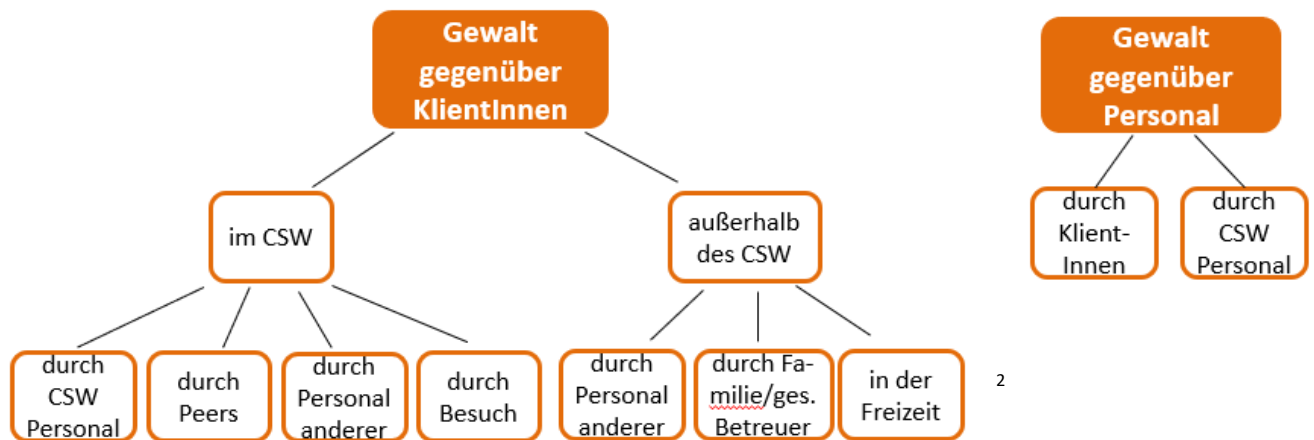 Gewalt
gegenüber
KlientInnen
Gewalt
gegenüber
Personal
im CSW
außerhalb
des CSW
durch
Klient-
Innen
durch
CSW
Personal
durch
CSW
Personal
durch
Peers
durch
Personal
anderer
durch
Besuch
durch
Personal
anderer
durch Fa-
milie/ges.
Betreuer
in der
Freizeit
2